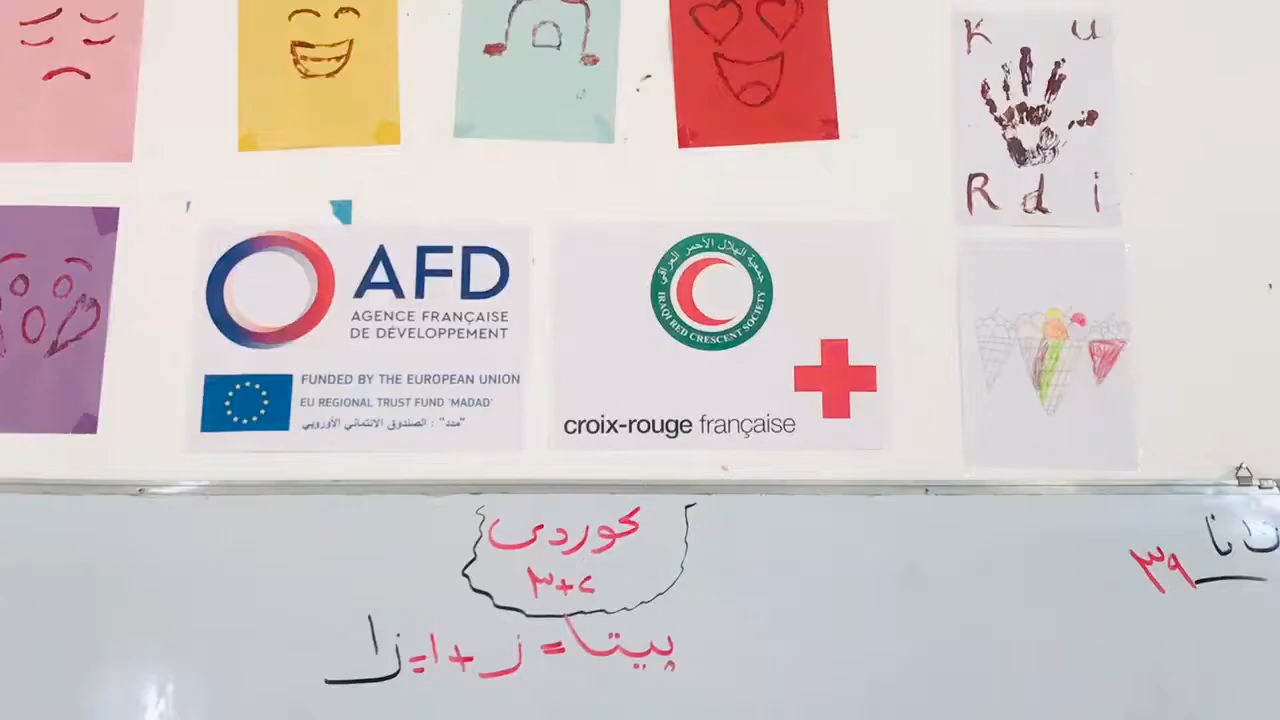 K U
R d i
AFD
AGENCE FRANÇAISE
DE DÉVELOPPEMENT
FUNDED BY THE EUROPEAN UNION
EU REGIONAL TRUST FUND 'MADAD'
"مدد" : الصندوق الائتماني الأوروبي
جمعية الهلال الأحمر العراقي
IRAQI RED CRESCENT SOCIETY
croix-rouge française
کوردی
٢+٣
پیتا = ز + ا = زا
٣٩